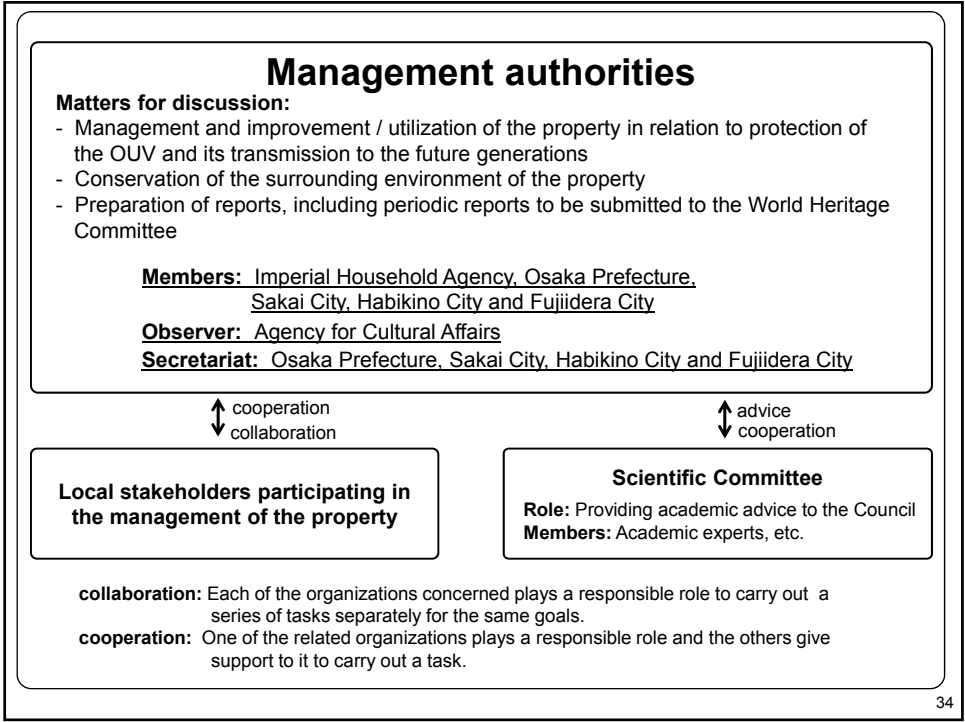 Management authorities
Matters for discussion:
- Management and improvement / utilization of the property in relation to protection of
the OUV and its transmission to the future generations
- Conservation of the surrounding environment of the property
- Preparation of reports, including periodic reports to be submitted to the World Heritage
Committee
Members: Imperial Household Agency, Osaka Prefecture,
Sakai City, Habikino City and Fujiidera City
Observer: Agency for Cultural Affairs
Secretariat: Osaka Prefecture, Sakai City, Habikino City and Fujiidera City
cooperation
collaboration
advice
cooperation
Local stakeholders participating in
the management of the property
Scientific Committee
Role: Providing academic advice to the Council
Members: Academic experts, etc.
collaboration: Each of the organizations concerned plays a responsible role to carry out a
series of tasks separately for the same goals.
cooperation: One of the related organizations plays a responsible role and the others give
support to it to carry out a task.
34